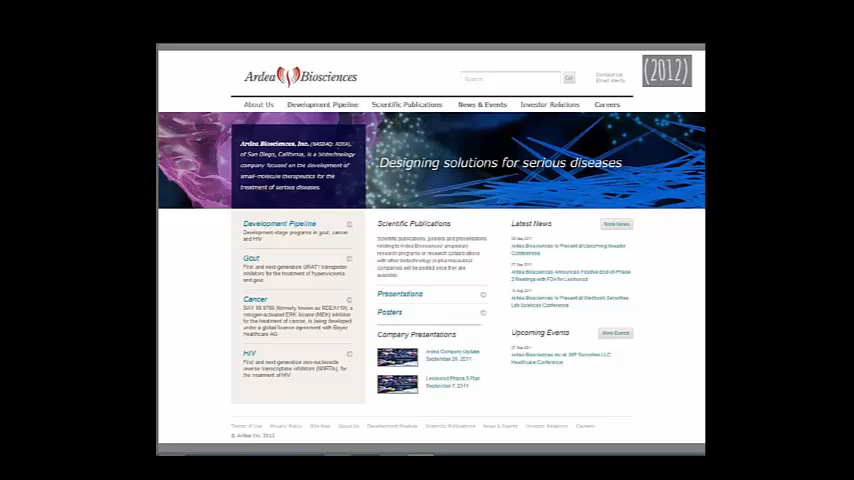 Ardea Biosciences
Search
Go
Contact Us
Email Alerts
(2012)
About Us
Development Pipeline
Scientific Publications
News & Events
Investor Relations
Careers
Ardea Biosciences, Inc. (NASDAQ: RDEA),
of San Diego, California, is a biotechnology
company focused on the development of
small-molecule therapeutics for the
treatment of serious diseases.
Designing solutions for serious diseases
Development Pipeline
Development-stage programs in gout, cancer
and HIV
Gout
First and next-generation URAT1 transporter
inhibitors for the treatment of hyperuricemia
and gout.
Cancer
BAY 86-9766 (formerly known as RDEA119), a
mitogen-activated ERK kinase (MEK) inhibitor
for the treatment of cancer, is being developed
under a global license agreement with Bayer
HealthCare AG
HIV
First and next-generation non-nucleoside
reverse transcriptase inhibitors (NNRTIs), for
the treatment of HIV
Scientific Publications
Scientific publications, posters and presentations
relating to Ardea Biosciences' proprietary
research programs or research collaborations
with other biotechnology or pharmaceutical
companies will be posted once they are
available.
Presentations
Posters
Company Presentations
Ardea Company Update
September 26, 2011
Lesinurad Phase 3 Plan
September 7, 2011
Latest News
More News
Ardea Biosciences to Present at Upcoming Investor
Conferences
Ardea Biosciences Announces Positive End-of-Phase
2 Meetings with FDA for Lesinurad
Ardea Biosciences to Present at Wedbush Securities
Life Sciences Conference
Upcoming Events
More Events
Ardea Biosciences Inc at JMP Securities LLC
Healthcare Conference
Terms of Use
Privacy Policy
Site Map
About Us
Development Pipeline
Scientific Publications
News & Events
Investor Relations
Careers